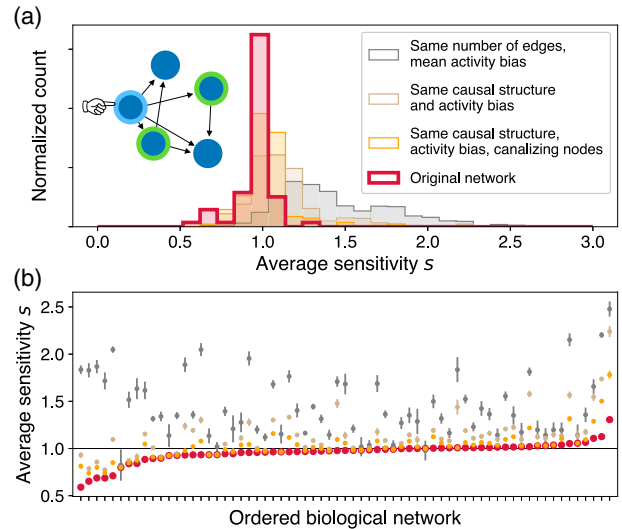 (a)
Normalized count
Same number of edges,
mean activity bias
Same causal structure
and activity bias
Same causal structure,
activity bias, canalizing nodes
Original network
0.0 0.5 1.0 1.5 2.0 2.5 3.0
Average sensitivity s
(b)
Average sensitivity s
2.5
2.0
1.5
1.0
0.5
Ordered biological network